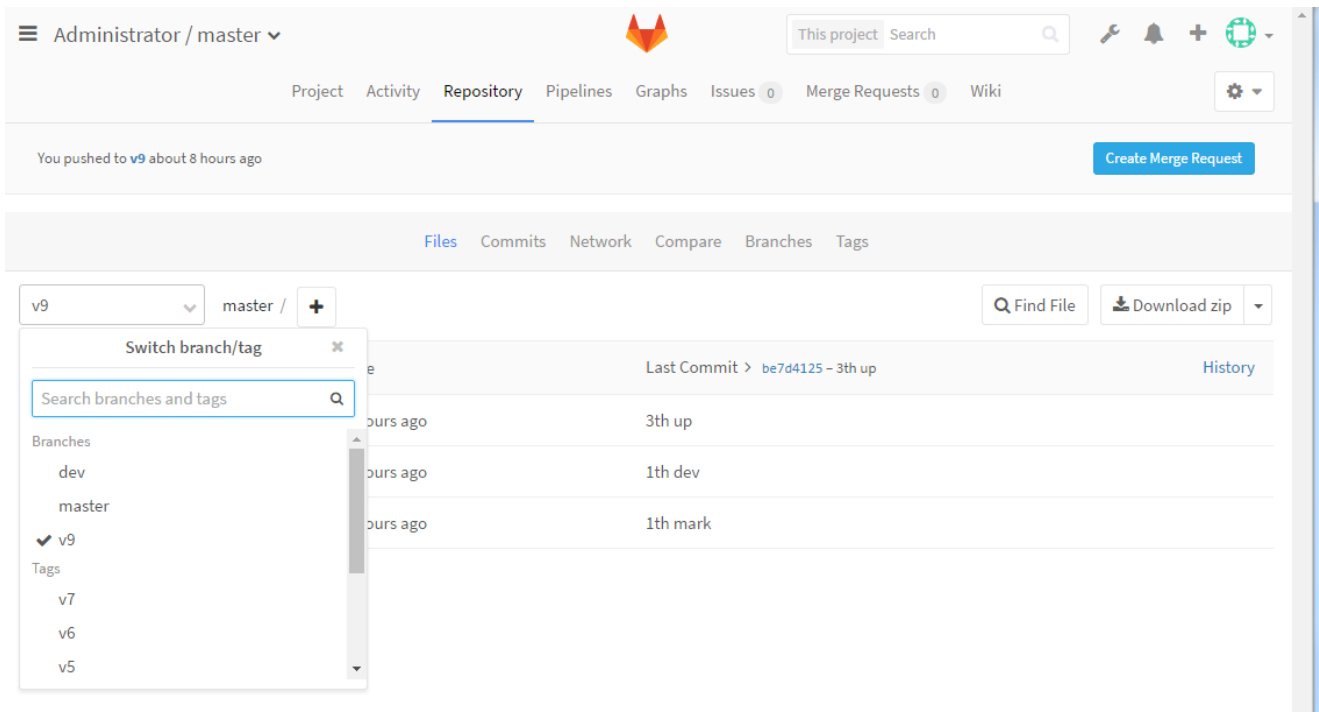 Administrator / master
This project Search
Project Activity Repository Pipelines Graphs Issues 0 Merge Requests 0 Wiki
You pushed to v9 about 8 hours ago
Create Merge Request
Files Commits Network Compare Branches Tags
v9
master /
Find File
Download zip
Switch branch/tag
Search branches and tags
Branches
dev
master
v9
Tags
v7
v6
v5
e
Last Commit > be7d4125 – 3th up
History
ours ago
3th up
ours ago
1th dev
ours ago
1th mark